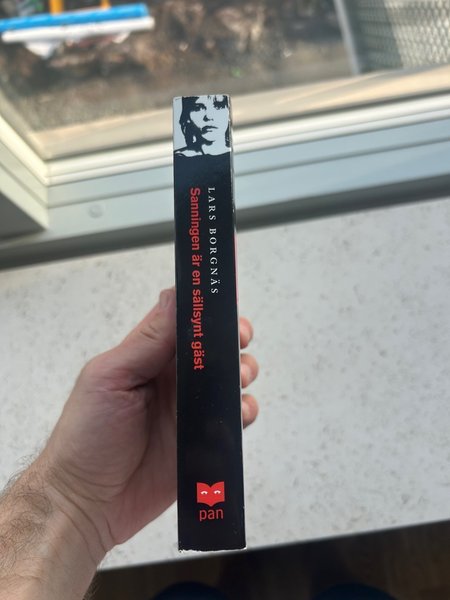 LARS BORGNÄS
Sanningen är en sällsynt gäst
pan